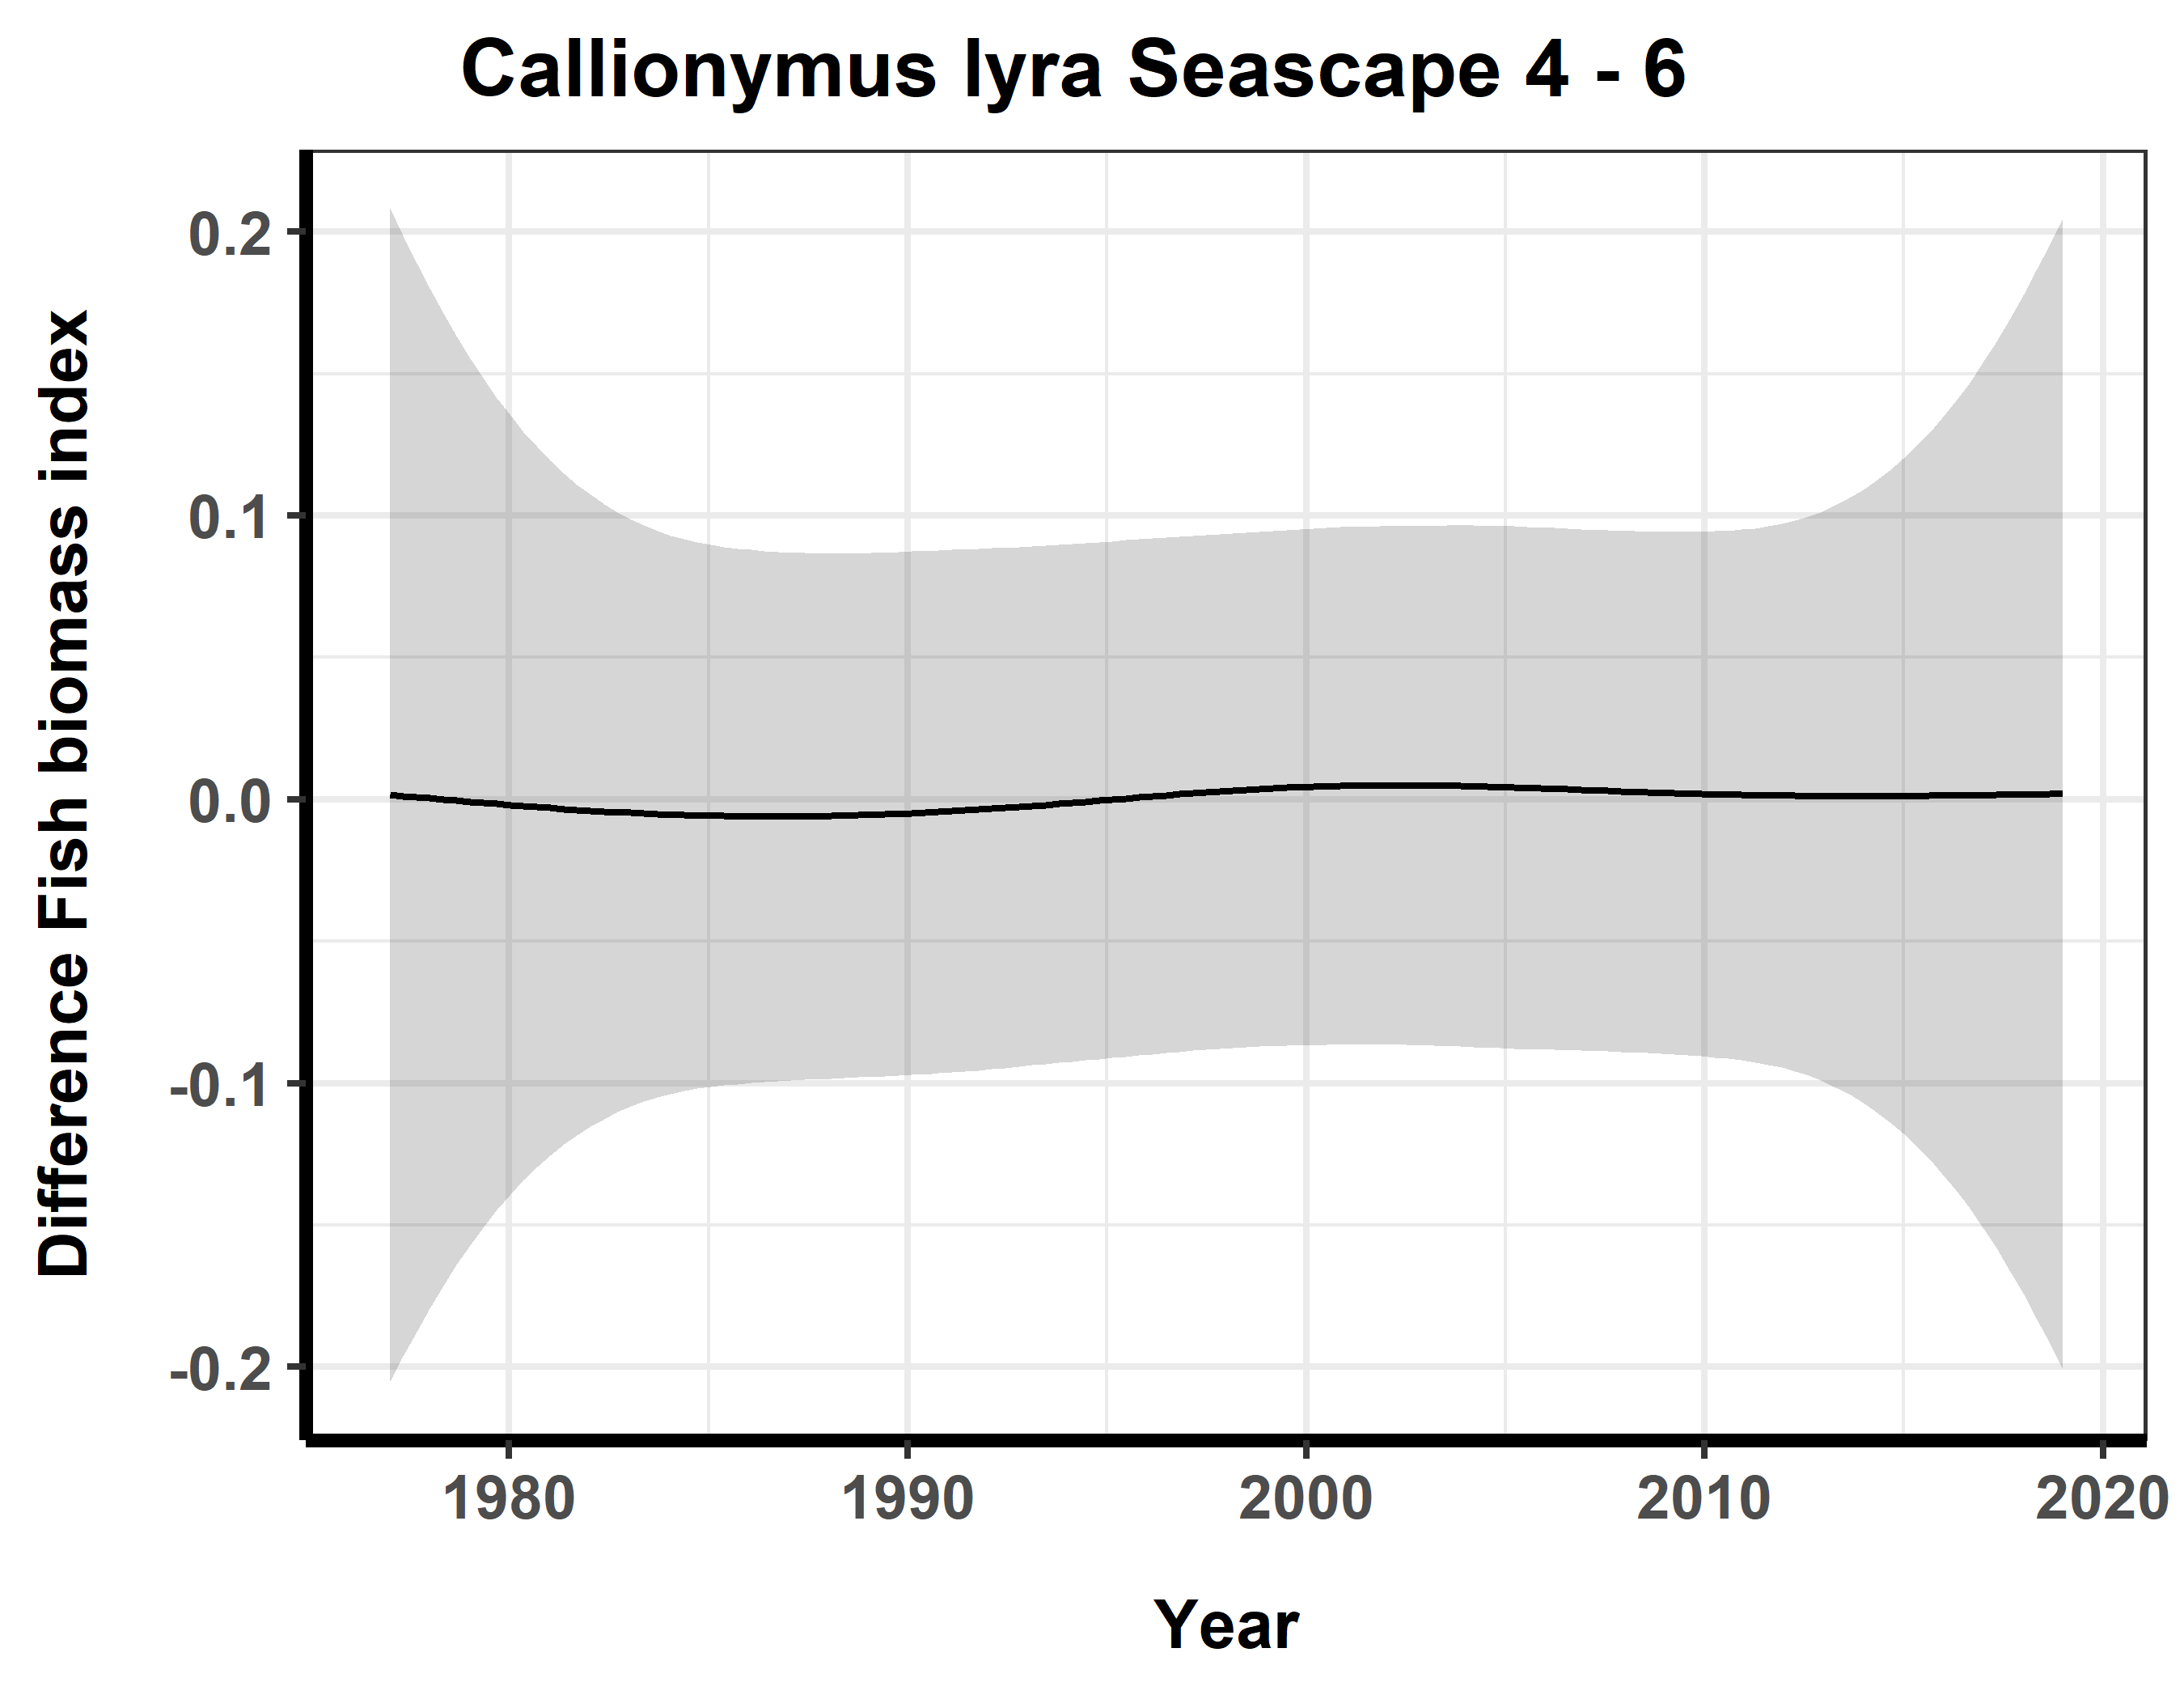 Callionymus lyra Seascape 4 - 6
Difference Fish biomass index
0.2
0.1
0.0
-0.1
-0.2
1980 1990 2000 2010 2020
Year